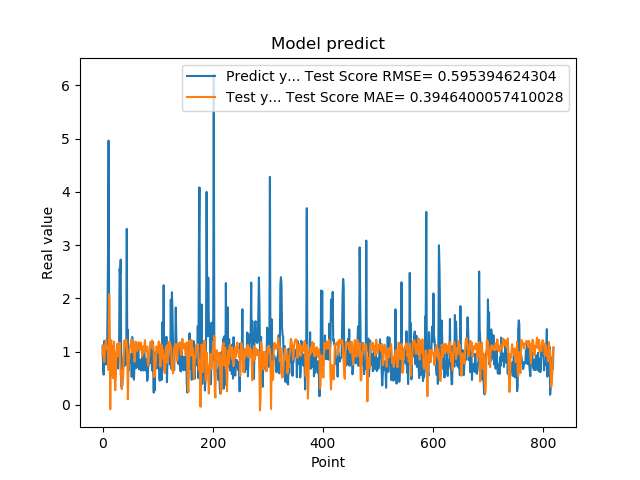 Model predict
Predict y... Test Score RMSE= 0.595394624304
Test y... Test Score MAE= 0.3946400057410028
Real value
6
5
4
3
2
1
0
0 200 400 600 800
Point